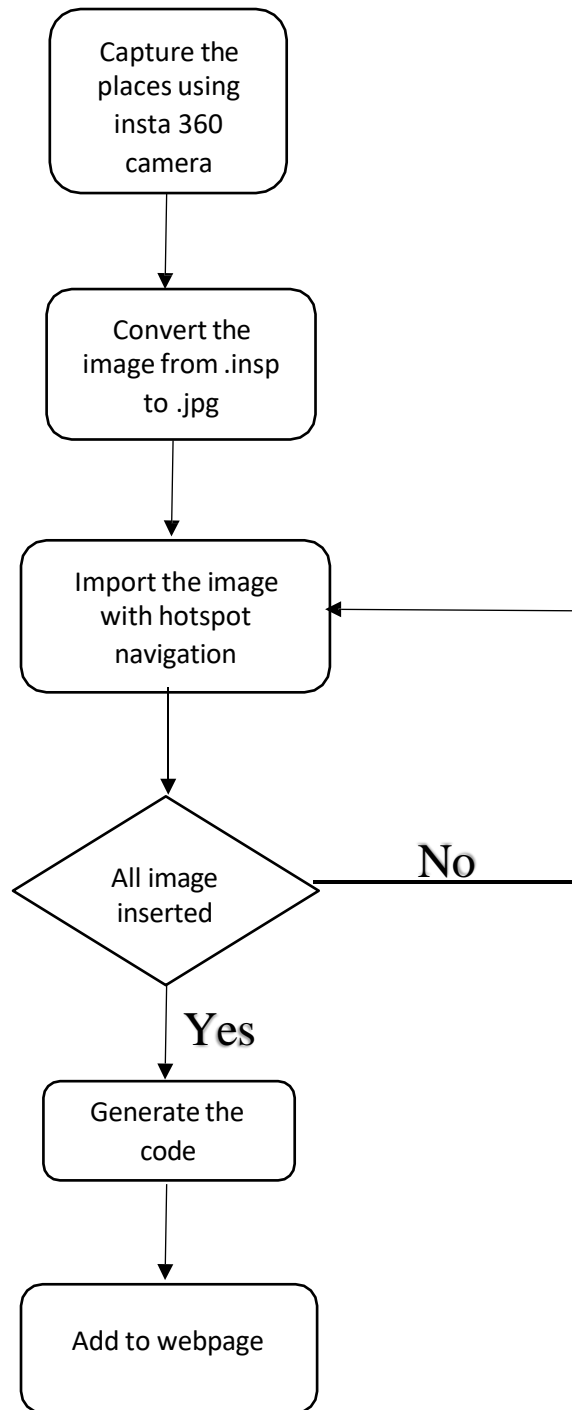 Capture the
places using
insta 360
camera
Convert the
image from .insp
to .jpg
Import the image
with hotspot
navigation
All image
inserted
No
Yes
Generate the
code
Add to webpage